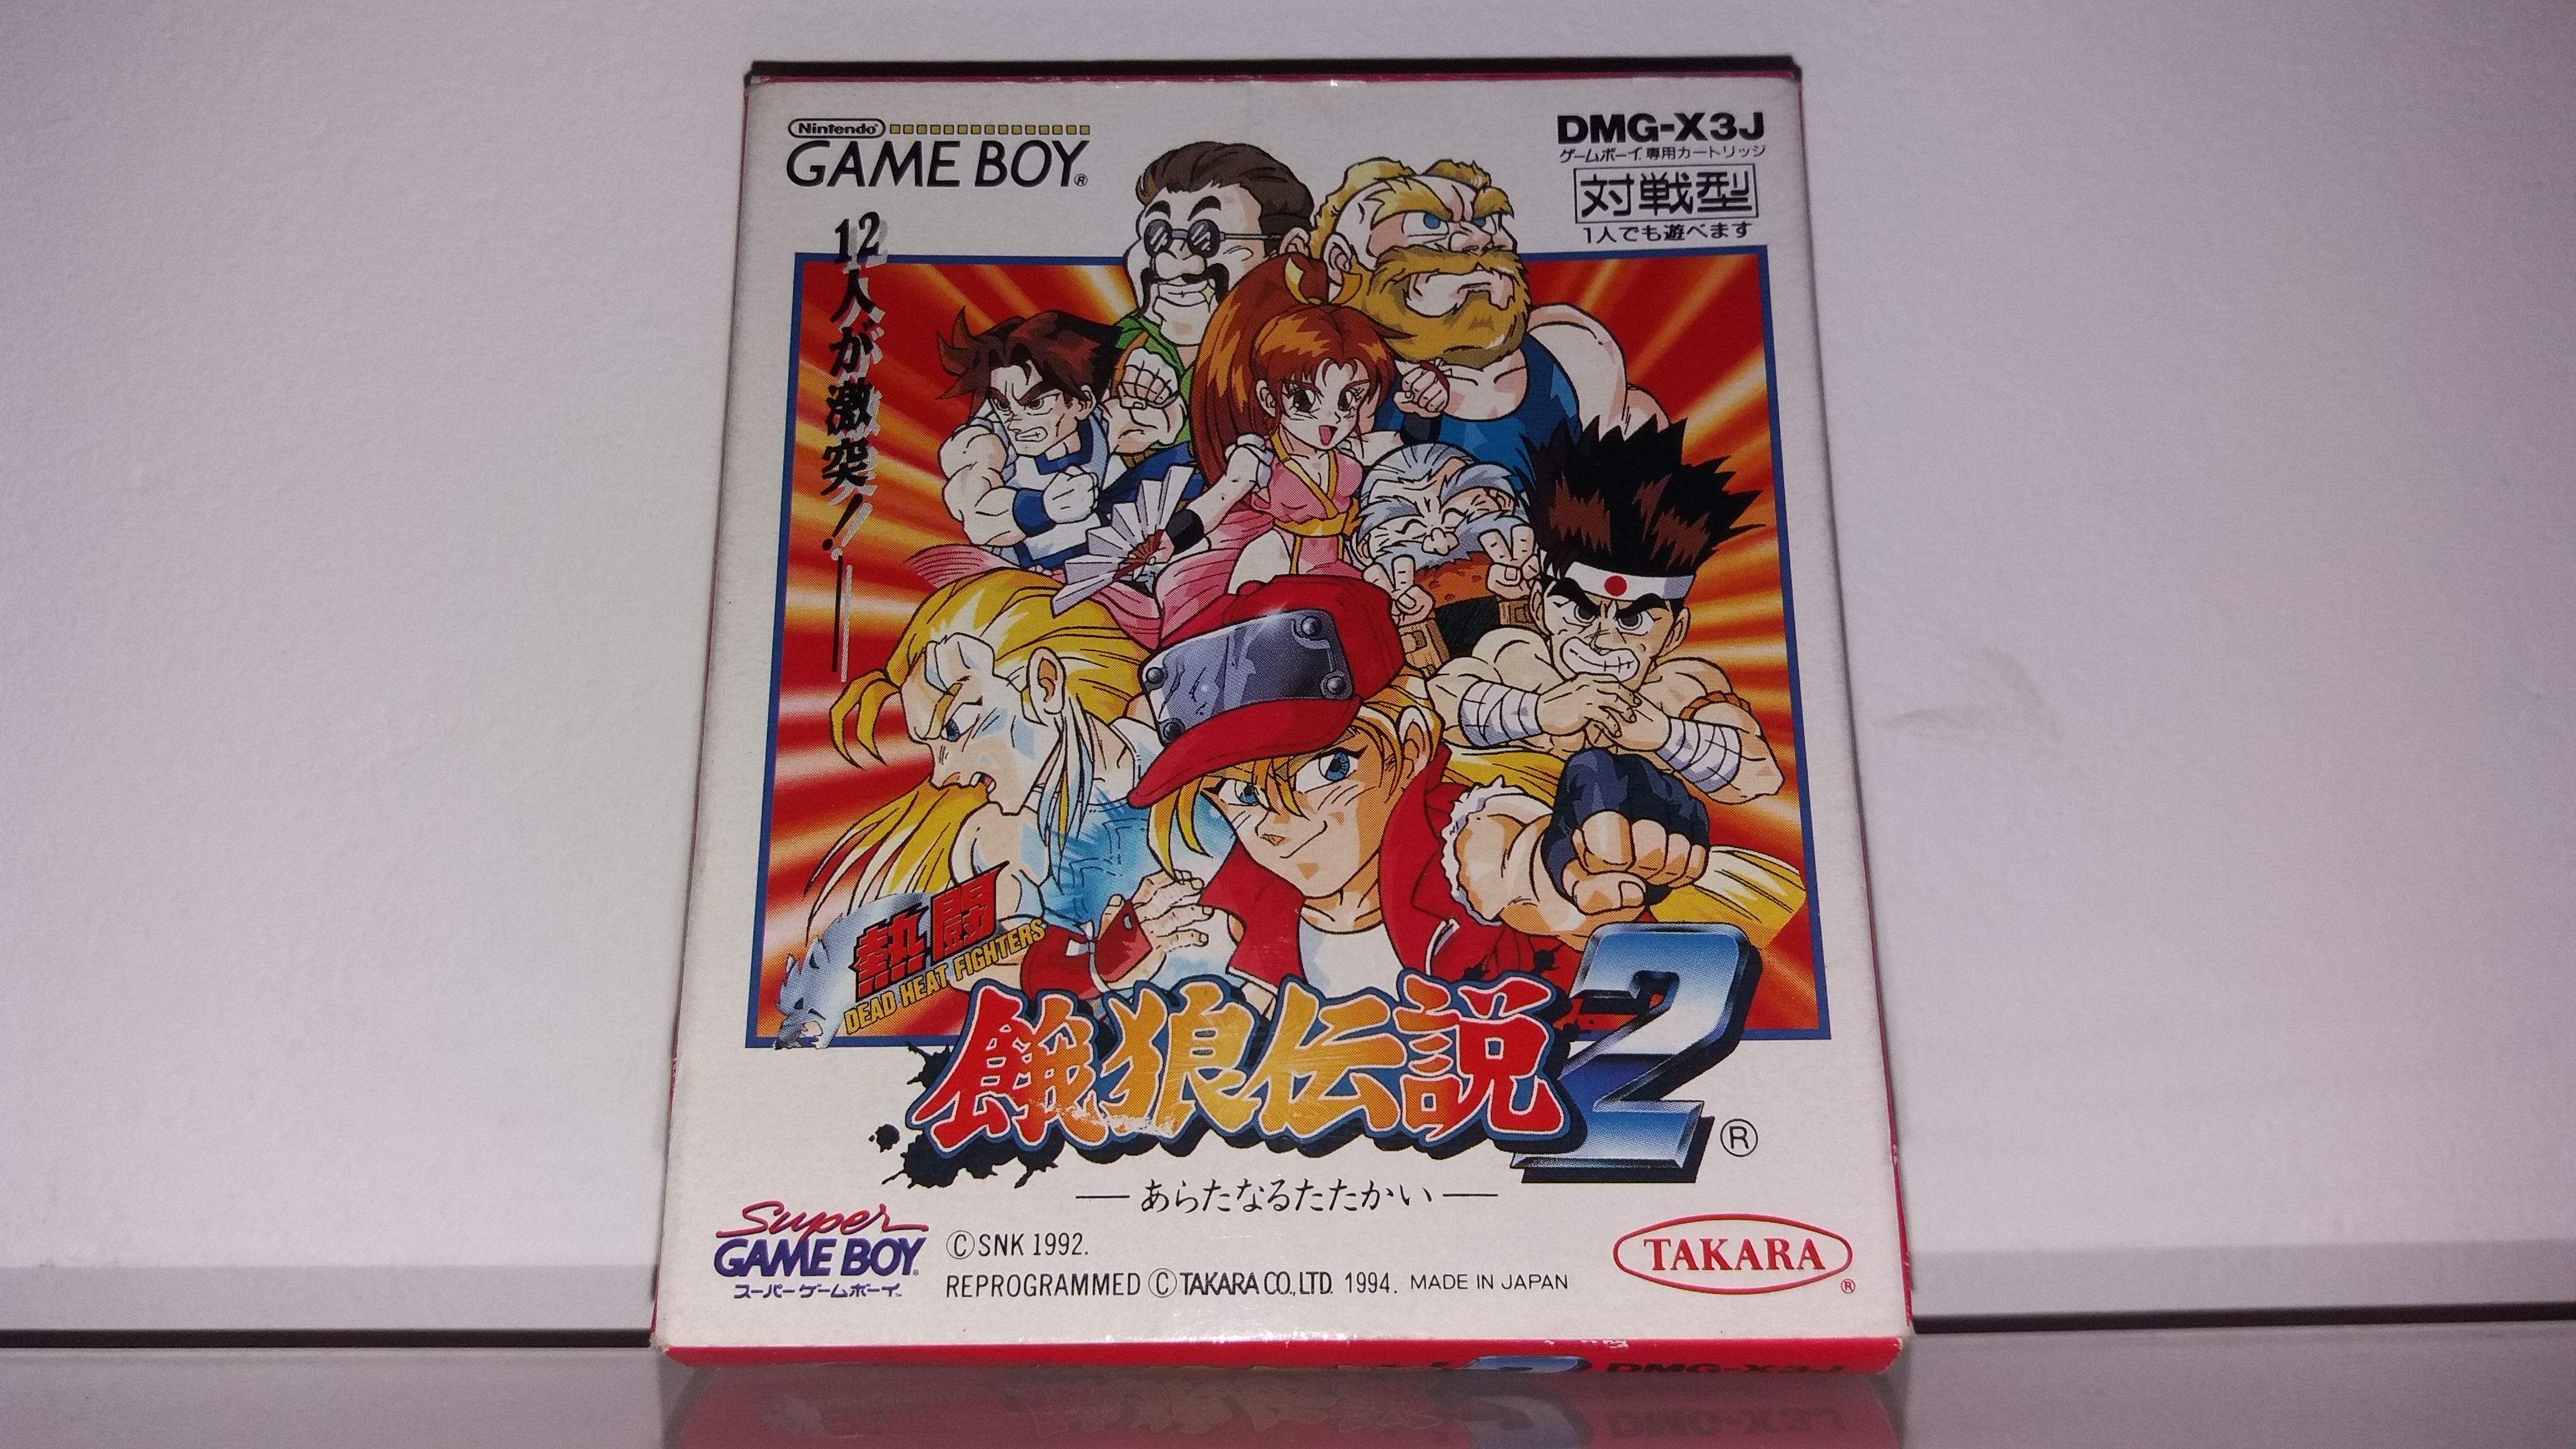 Nintendo®
GAME BOY®
DMG-X3J
ゲームボーイ専用カートリッジ
対戦型
1人でも遊べます
12人が激突!!
熱闘
DEAD HEAT FIGHTERS
餓狼伝説2®
—あらたなるたたかい—
Super
GAME BOY
スーパーゲームボーイ
©SNK 1992.
REPROGRAMMED ©TAKARA CO.,LTD. 1994. MADE IN JAPAN
TAKARA®
DMG-X3J